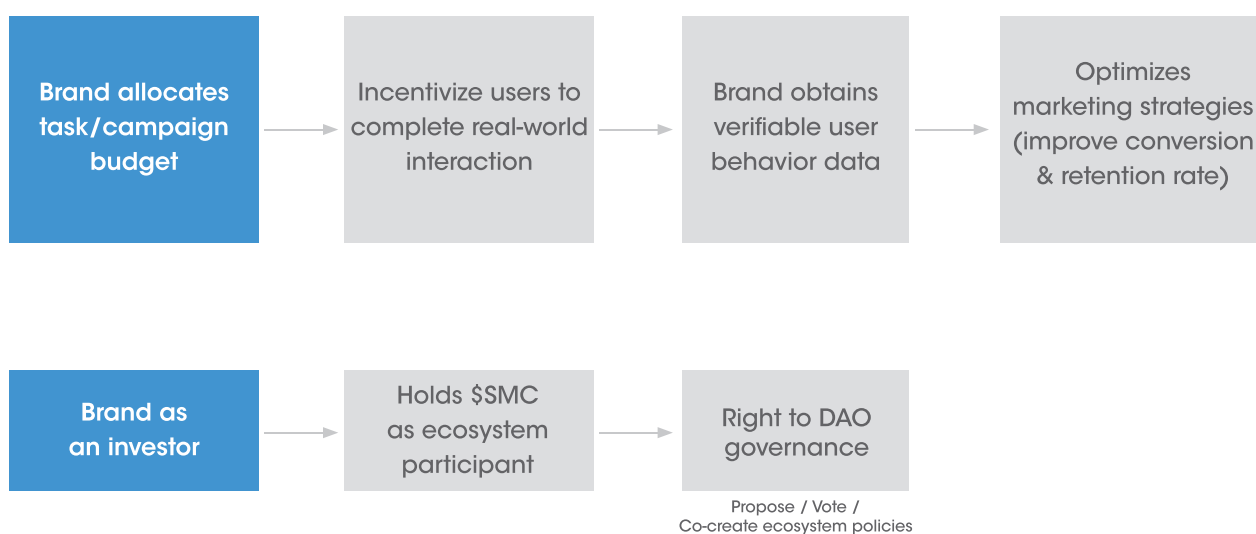 Brand allocates
task/campaign
budget
Incentivize users to
complete real-world
interaction
Brand obtains
verifiable user
behavior data
Optimizes
marketing strategies
(improve conversion
& retention rate)
Brand as
an investor
Holds $SMC
as ecosystem
participant
Right to DAO
governance
Propose / Vote /
Co-create ecosystem policies